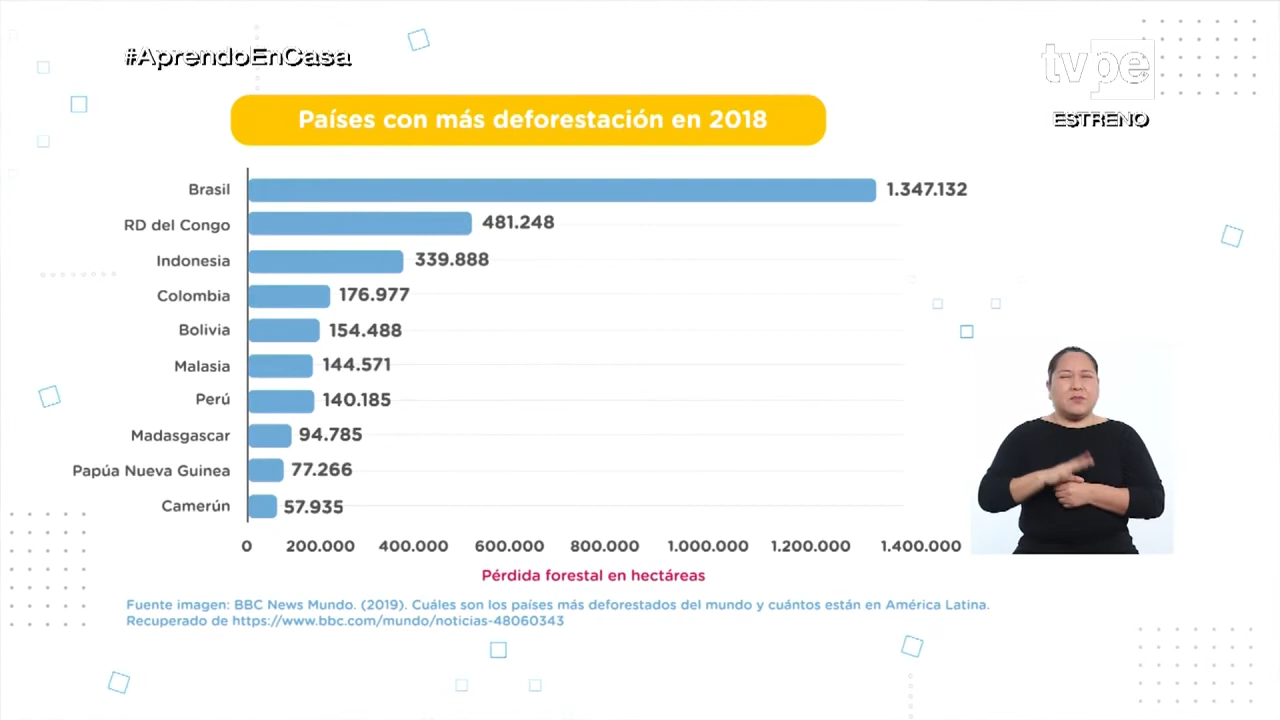 #AprendoEnCasa
tvpe
ESTRENO
Países con más deforestación en 2018
Brasil 1.347.132
RD del Congo 481.248
Indonesia 339.888
Colombia 176.977
Bolivia 154.488
Malasia 144.571
Perú 140.185
Madasgascar 94.785
Papúa Nueva Guinea 77.266
Camerún 57.935
0 200.000 400.000 600.000 800.000 1.000.000 1.200.000 1.400.000
Pérdida forestal en hectáreas
Fuente imagen: BBC News Mundo. (2019). Cuáles son los países más deforestados del mundo y cuántos están en América Latina.
Recuperado de https://www.bbc.com/mundo/noticias-48060343